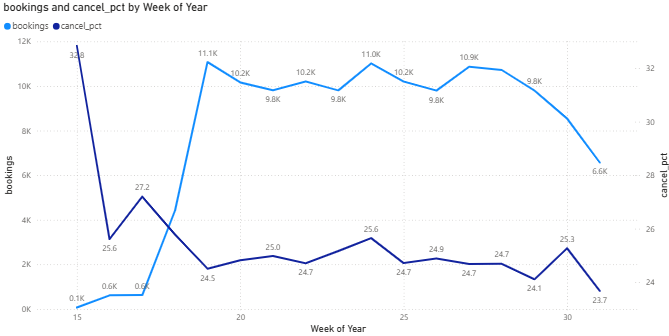 bookings and cancel_pct by Week of Year
bookings cancel_pct
12K
10K
8K
6K
4K
2K
0K
bookings
32
30
28
26
24
cancel_pct
32.8
11.1K
10.2K
9.8K
10.2K
9.8K
11.0K
10.2K
9.8K
10.9K
9.8K
6.6K
0.1K
0.6K
0.6K
25.6
27.2
24.5
25.0
24.7
25.6
24.7
24.9
24.7
24.7
24.1
25.3
23.7
15 20 25 30
Week of Year